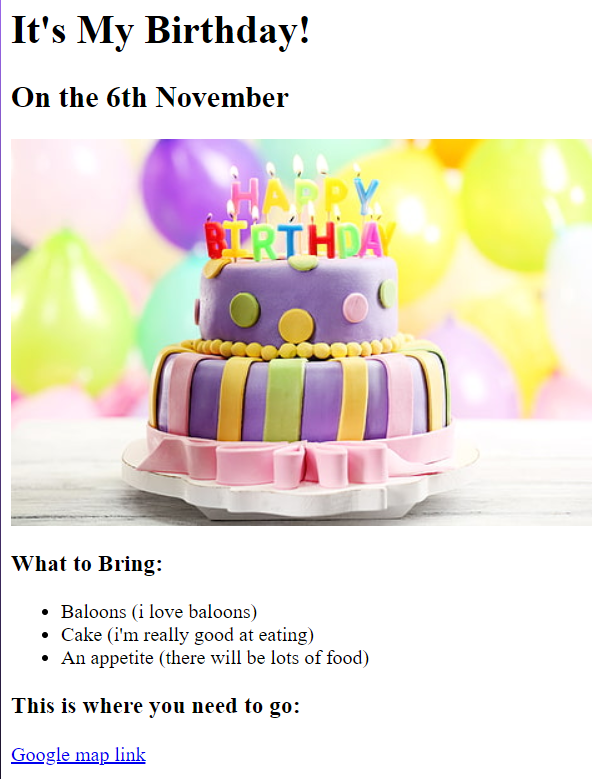 It's My Birthday!
On the 6th November
HAPPY
BIRTHDAY
What to Bring:
Baloons (i love baloons)
Cake (i'm really good at eating)
An appetite (there will be lots of food)
This is where you need to go:
Google map link